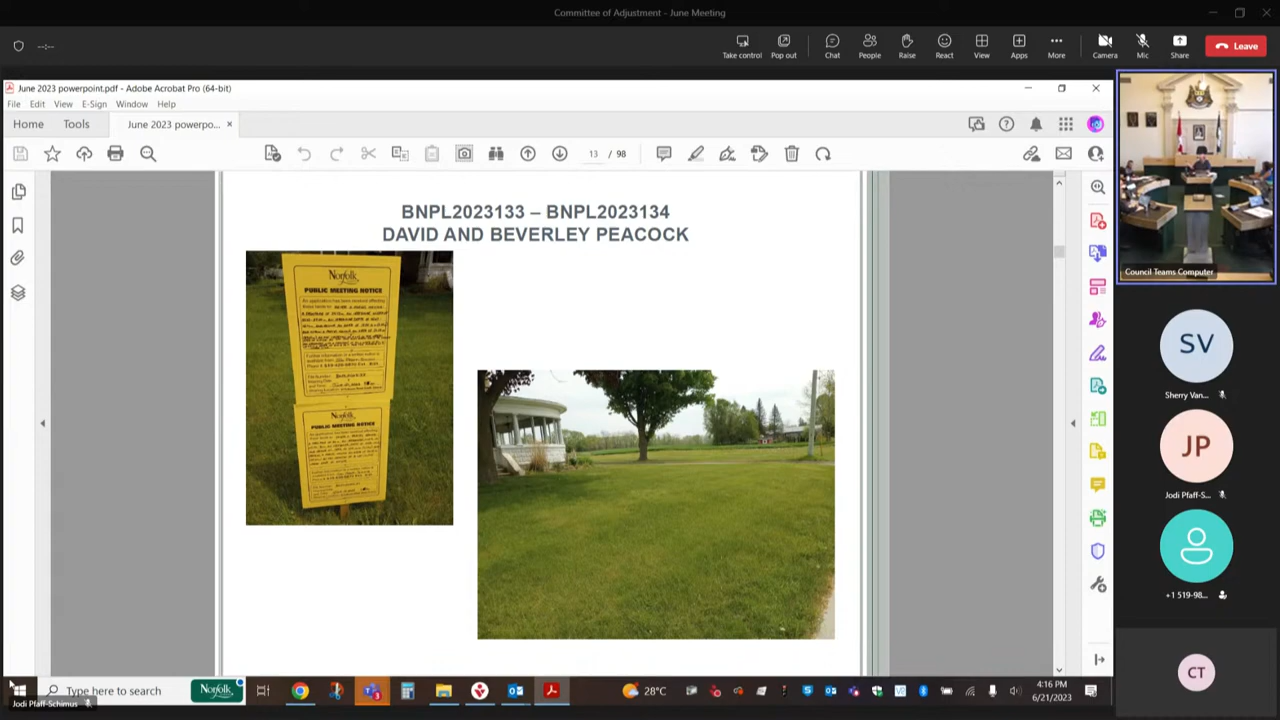 Committee of Adjustment - June Meeting
--:--
Take control
Pop out
Chat
People
Raise
React
View
Apps
More
Camera
Mic
Share
Leave
June 2023 powerpoint.pdf - Adobe Acrobat Pro (64-bit)
File Edit View E-Sign Window Help
Home Tools June 2023 powerpo... ×
13 / 98
BNPL2023133 – BNPL2023134
DAVID AND BEVERLEY PEACOCK
Norfolk
PUBLIC MEETING NOTICE
Norfolk
PUBLIC MEETING NOTICE
Council Teams Computer
SV
Sherry Van...
JP
Jodi Pfaff-S...
+1 519-98...
CT
Type here to search
Norfolk
28°C
4:16 PM
6/21/2023
Jodi Pfaff-Schimus